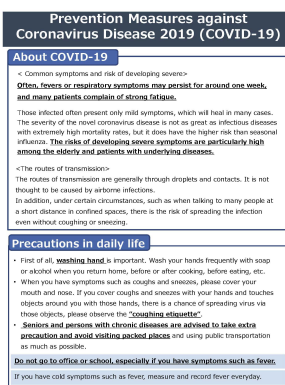 Prevention Measures against
Coronavirus Disease 2019 (COVID-19)
About COVID-19
< Common symptoms and risk of developing severe>
Often, fevers or respiratory symptoms may persist for around one week,
and many patients complain of strong fatigue.
Those infected often present only mild symptoms, which will heal in many cases.
The severity of the novel coronavirus disease is not as great as infectious diseases
with extremely high mortality rates, but it does have the higher risk than seasonal
influenza. The risks of developing severe symptoms are particularly high
among the elderly and patients with underlying diseases.
<The routes of transmission>
The routes of transmission are generally through droplets and contacts. It is not
thought to be caused by airborne infections.
In addition, under certain circumstances, such as when talking to many people at
a short distance in confined spaces, there is the risk of spreading the infection
even without coughing or sneezing.
Precautions in daily life
• First of all, washing hand is important. Wash your hands frequently with soap
or alcohol when you return home, before or after cooking, before eating, etc.
• When you have symptoms such as coughs and sneezes, please cover your
mouth and nose. If you cover coughs and sneezes with your hands and touch
objects around you with those hands, there is a chance of spreading virus via
those objects, please observe the "coughing etiquette".
• Seniors and persons with chronic diseases are advised to take extra
precaution and avoid visiting packed places and using public transportation
as much as possible.
Do not go to office or school, especially if you have symptoms such as fever.
If you have cold symptoms such as fever, measure and record fever everyday.